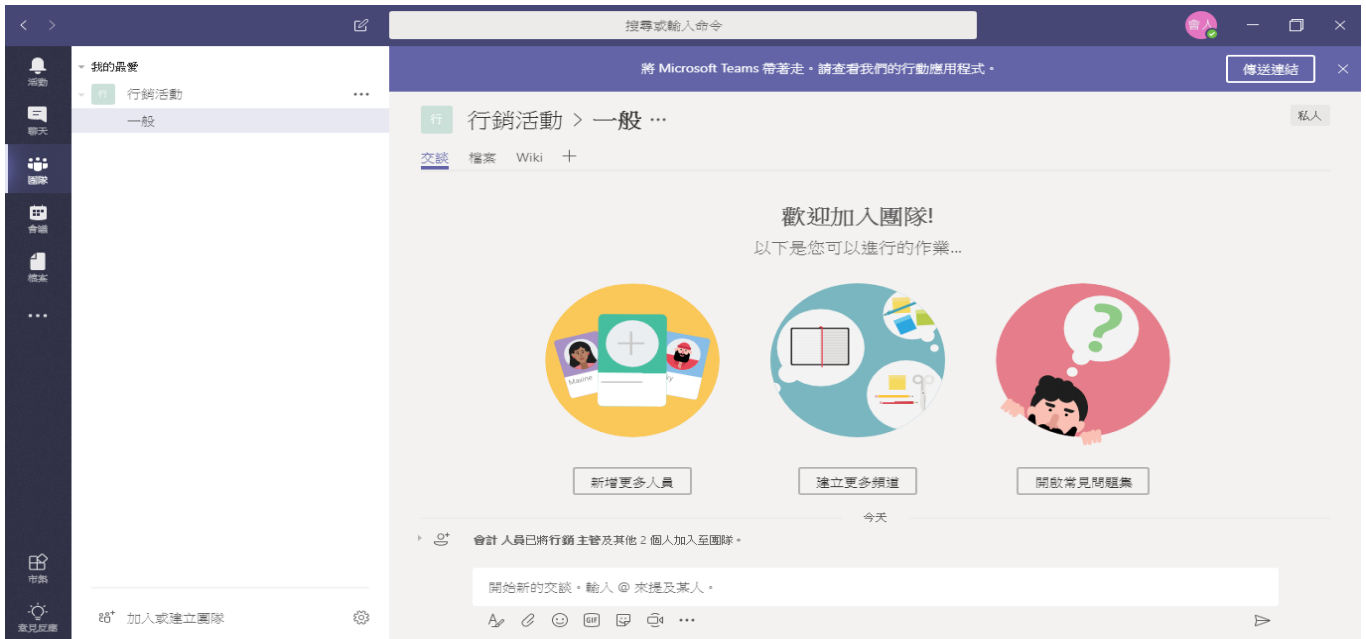 搜尋或輸入命令
會人
活動
聊天
團隊
會議
檔案
市集
意見反應
我的最愛
行 行銷活動
一般
加入或建立團隊
將 Microsoft Teams 帶著走。請查看我們的行動應用程式。
傳送連結
行 行銷活動 > 一般
私人
交談 檔案 Wiki
歡迎加入團隊!
以下是您可以進行的作業...
Maxine
ky
新增更多人員 建立更多頻道 開啟常見問題集
今天
會計 人員已將行銷 主管及其他 2 個人加入至團隊。
開始新的交談。輸入 @ 來提及某人。
GIF